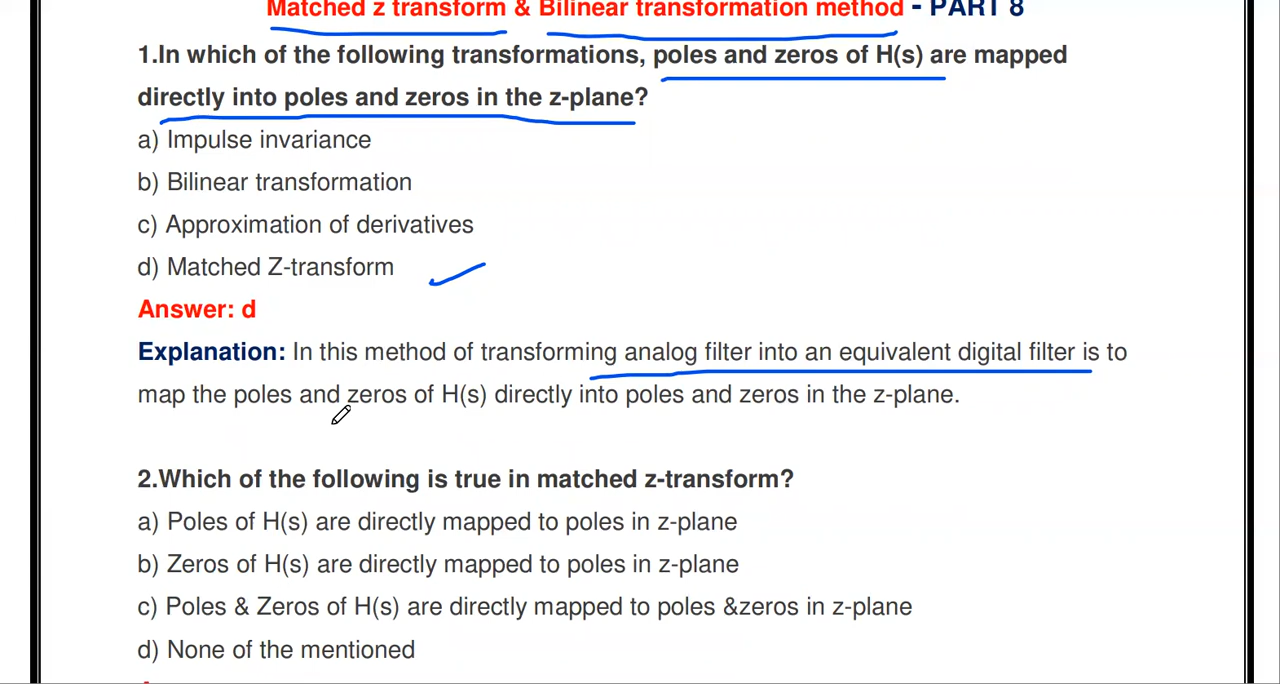 Matched z transform & Bilinear transformation method - PART 8
1.In which of the following transformations, poles and zeros of H(s) are mapped
directly into poles and zeros in the z-plane?
a) Impulse invariance
b) Bilinear transformation
c) Approximation of derivatives
d) Matched Z-transform
Answer: d
Explanation: In this method of transforming analog filter into an equivalent digital filter is to
map the poles and zeros of H(s) directly into poles and zeros in the z-plane.
2.Which of the following is true in matched z-transform?
a) Poles of H(s) are directly mapped to poles in z-plane
b) Zeros of H(s) are directly mapped to poles in z-plane
c) Poles & Zeros of H(s) are directly mapped to poles &zeros in z-plane
d) None of the mentioned